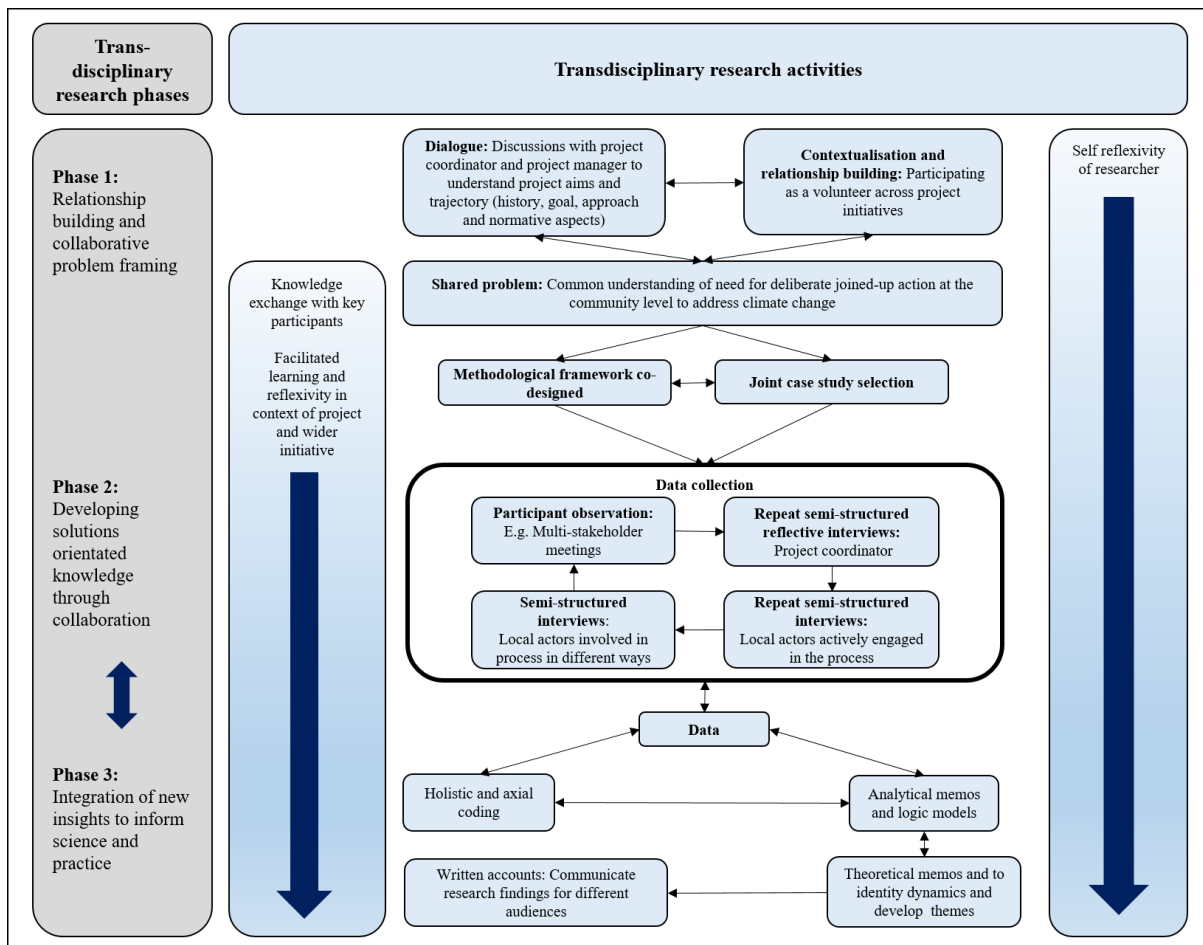 Trans-
disciplinary
research phases
Transdisciplinary research activities
Phase 1:
Relationship
building and
collaborative
problem framing
Phase 2:
Developing
solutions
orientated
knowledge
through
collaboration
Phase 3:
Integration of new
insights to inform
science and
practice
Knowledge
exchange with key
participants
Facilitated
learning and
reflexivity in
context of project
and wider
initiative
Dialogue: Discussions with project
coordinator and project manager to
understand project aims and
trajectory (history, goal, approach
and normative aspects)
Contextualisation and
relationship building: Participating
as a volunteer across project
initiatives
Shared problem: Common understanding of need for deliberate joined-up action at the
community level to address climate change
Methodological framework co-
designed
Joint case study selection
Data collection
Participant observation:
E.g. Multi-stakeholder
meetings
Repeat semi-structured
reflective interviews:
Project coordinator
Semi-structured
interviews:
Local actors involved in
process in different ways
Repeat semi-structured
interviews:
Local actors actively engaged
in the process
Data
Holistic and axial
coding
Analytical memos
and logic models
Written accounts: Communicate
research findings for different
audiences
Theoretical memos and to
identity dynamics and
develop themes
Self reflexivity
of researcher